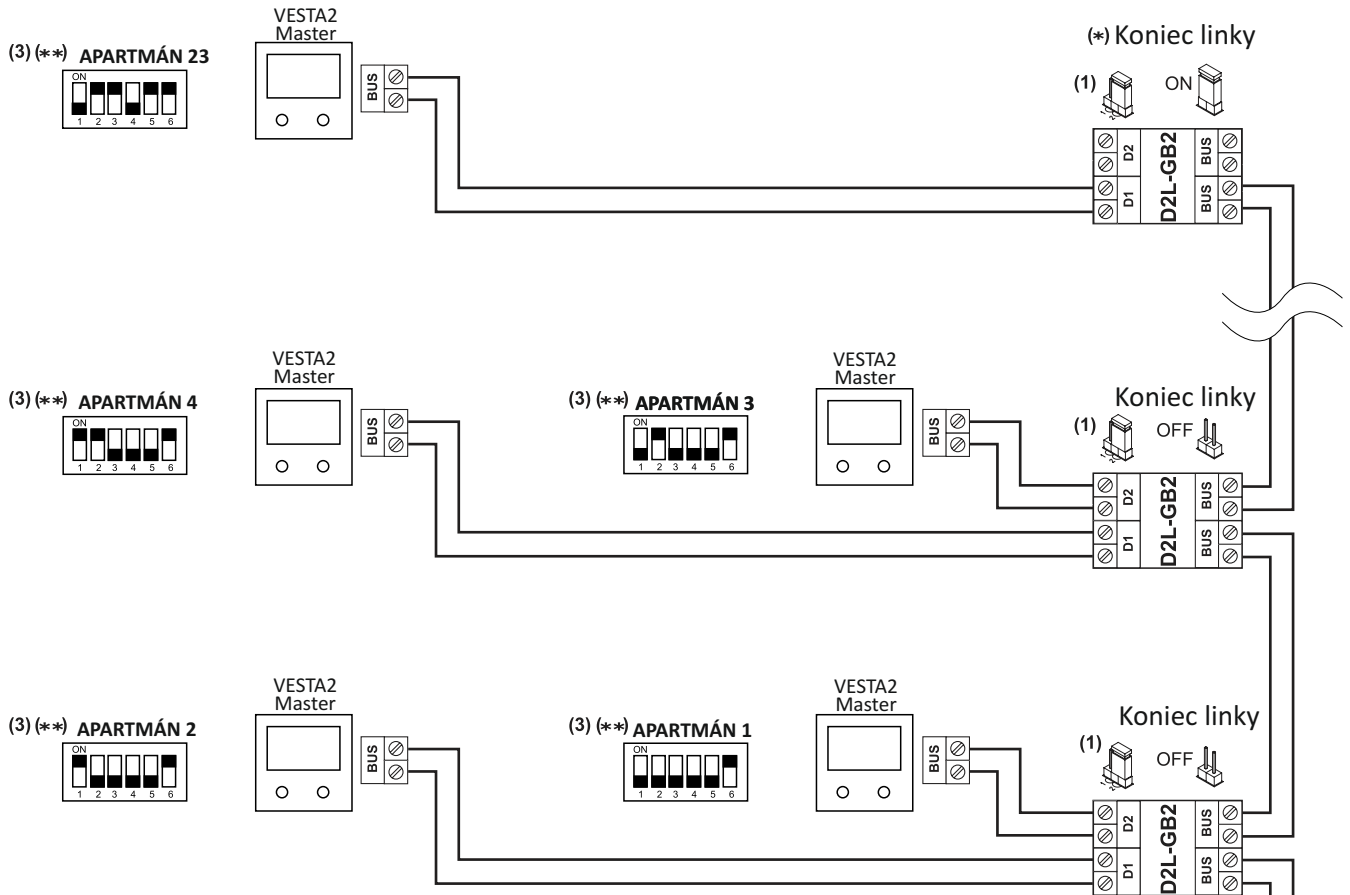 VESTA2
Master
(3) (**) APARTMÁN 23
ON
1 2 3 4 5 6
BUS
(*) Koniec linky
(1)
ON
D2
D1
D2L-GB2
BUS
BUS
VESTA2
Master
(3) (**) APARTMÁN 4
ON
1 2 3 4 5 6
BUS
VESTA2
Master
(3) (**) APARTMÁN 3
ON
1 2 3 4 5 6
BUS
Koniec linky
(1)
OFF
D2
D1
D2L-GB2
BUS
BUS
VESTA2
Master
(3) (**) APARTMÁN 2
ON
1 2 3 4 5 6
BUS
VESTA2
Master
(3) (**) APARTMÁN 1
ON
1 2 3 4 5 6
BUS
Koniec linky
(1)
OFF
D2
D1
D2L-GB2
BUS
BUS